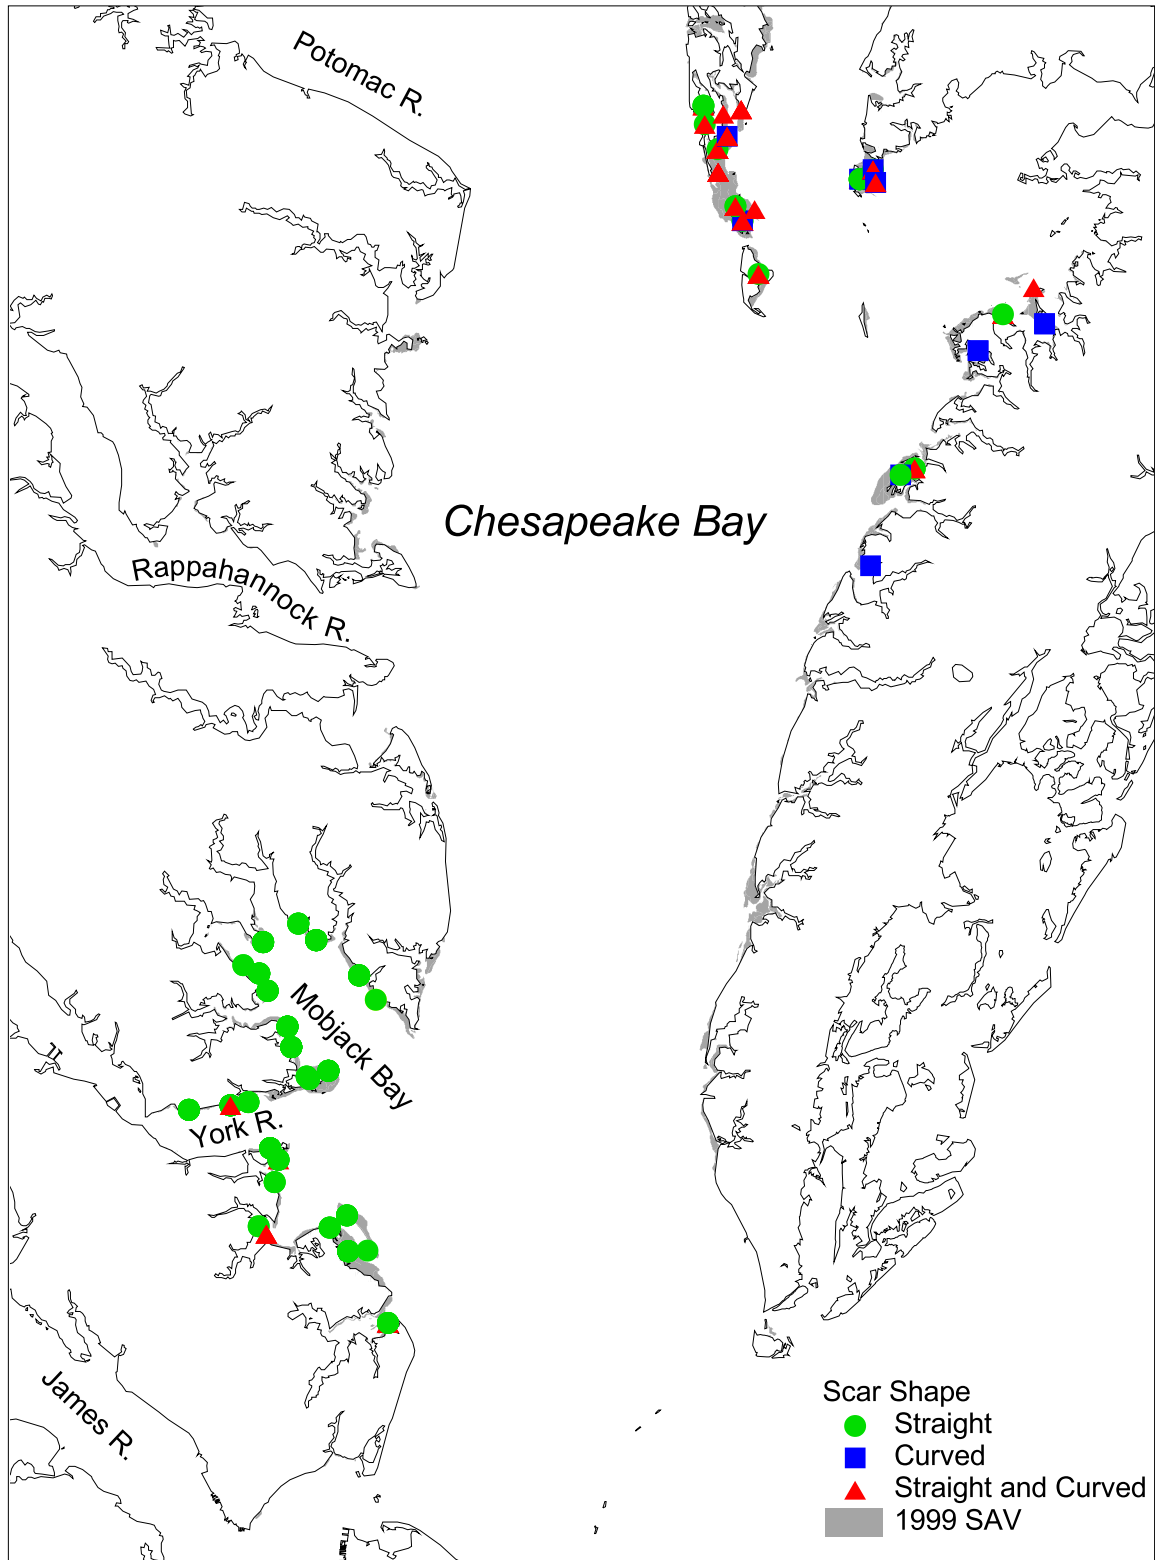 Potomac R.
Chesapeake Bay
Rappahannock R.
Mobjack Bay
York R.
James R.
Scar Shape
Straight
Curved
Straight and Curved
1999 SAV